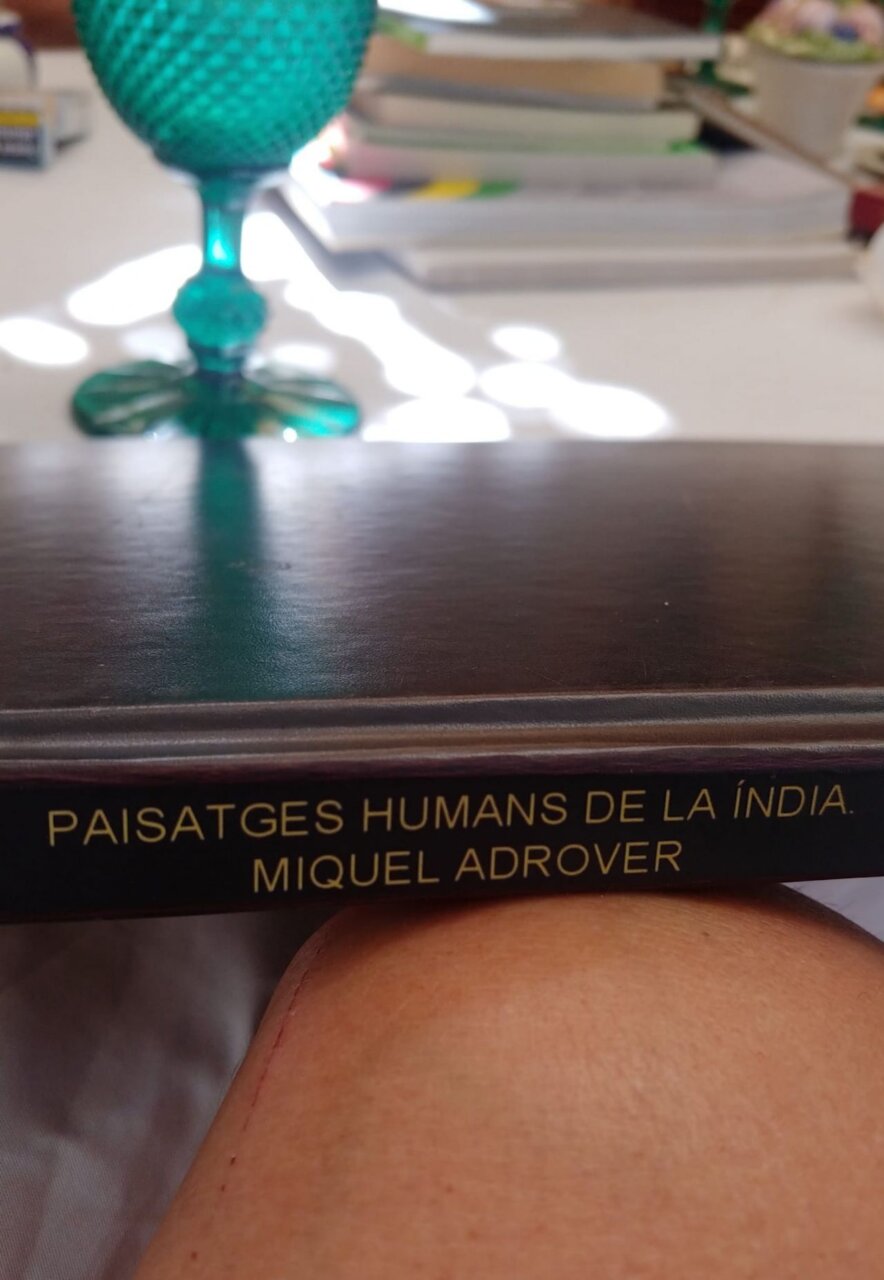 PAISATGES HUMANS DE LA ÍNDIA.
MIQUEL ADROVER